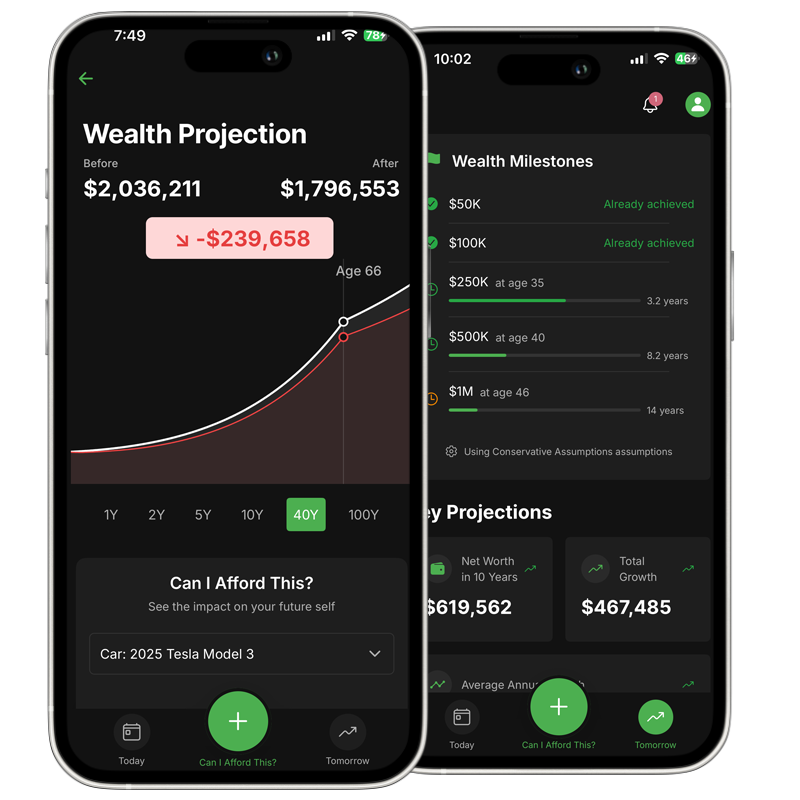 7:49
78
Wealth Projection
Before
After
$2,036,211
$1,796,553
-$239,658
Age 66
1Y 2Y 5Y 10Y 40Y 100Y
Can I Afford This?
See the impact on your future self
Car: 2025 Tesla Model 3
Today
Can I Afford This?
Tomorrow
10:02
46
1
Wealth Milestones
$50K Already achieved
$100K Already achieved
$250K at age 35
3.2 years
$500K at age 40
8.2 years
$1M at age 46
14 years
Using Conservative Assumptions assumptions
ey Projections
Net Worth
in 10 Years
$619,562
Total
Growth
$467,485
Average Annu
h
Today
Can I Afford This?
Tomorrow